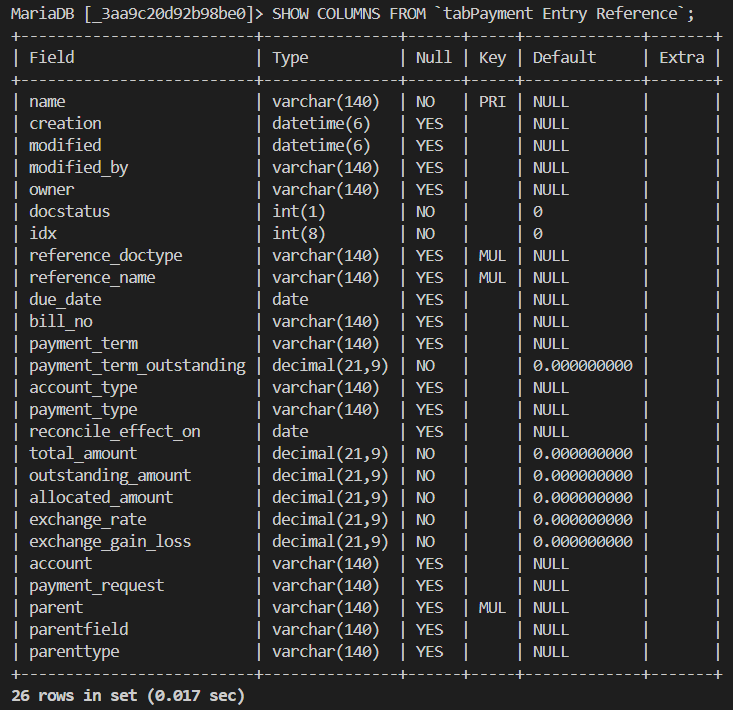 MariaDB [_3aa9c20d92b98be0]> SHOW COLUMNS FROM `tabPayment Entry Reference`;
+-------------------------+---------------+------+-----+-------------+-------+
| Field                   | Type          | Null | Key | Default     | Extra |
+-------------------------+---------------+------+-----+-------------+-------+
| name                    | varchar(140)  | NO   | PRI | NULL        |       |
| creation                | datetime(6)   | YES  |     | NULL        |       |
| modified                | datetime(6)   | YES  |     | NULL        |       |
| modified_by             | varchar(140)  | YES  |     | NULL        |       |
| owner                   | varchar(140)  | YES  |     | NULL        |       |
| docstatus               | int(1)        | NO   |     | 0           |       |
| idx                     | int(8)        | NO   |     | 0           |       |
| reference_doctype       | varchar(140)  | YES  | MUL | NULL        |       |
| reference_name          | varchar(140)  | YES  | MUL | NULL        |       |
| due_date                | date          | YES  |     | NULL        |       |
| bill_no                 | varchar(140)  | YES  |     | NULL        |       |
| payment_term            | varchar(140)  | YES  |     | NULL        |       |
| payment_term_outstanding | decimal(21,9) | NO   |     | 0.000000000 |       |
| account_type            | varchar(140)  | YES  |     | NULL        |       |
| payment_type            | varchar(140)  | YES  |     | NULL        |       |
| reconcile_effect_on     | date          | YES  |     | NULL        |       |
| total_amount            | decimal(21,9) | NO   |     | 0.000000000 |       |
| outstanding_amount      | decimal(21,9) | NO   |     | 0.000000000 |       |
| allocated_amount        | decimal(21,9) | NO   |     | 0.000000000 |       |
| exchange_rate           | decimal(21,9) | NO   |     | 0.000000000 |       |
| exchange_gain_loss      | decimal(21,9) | NO   |     | 0.000000000 |       |
| account                 | varchar(140)  | YES  |     | NULL        |       |
| payment_request         | varchar(140)  | YES  |     | NULL        |       |
| parent                  | varchar(140)  | YES  | MUL | NULL        |       |
| parentfield             | varchar(140)  | YES  |     | NULL        |       |
| parenttype              | varchar(140)  | YES  |     | NULL        |       |
+-------------------------+---------------+------+-----+-------------+-------+
26 rows in set (0.017 sec)